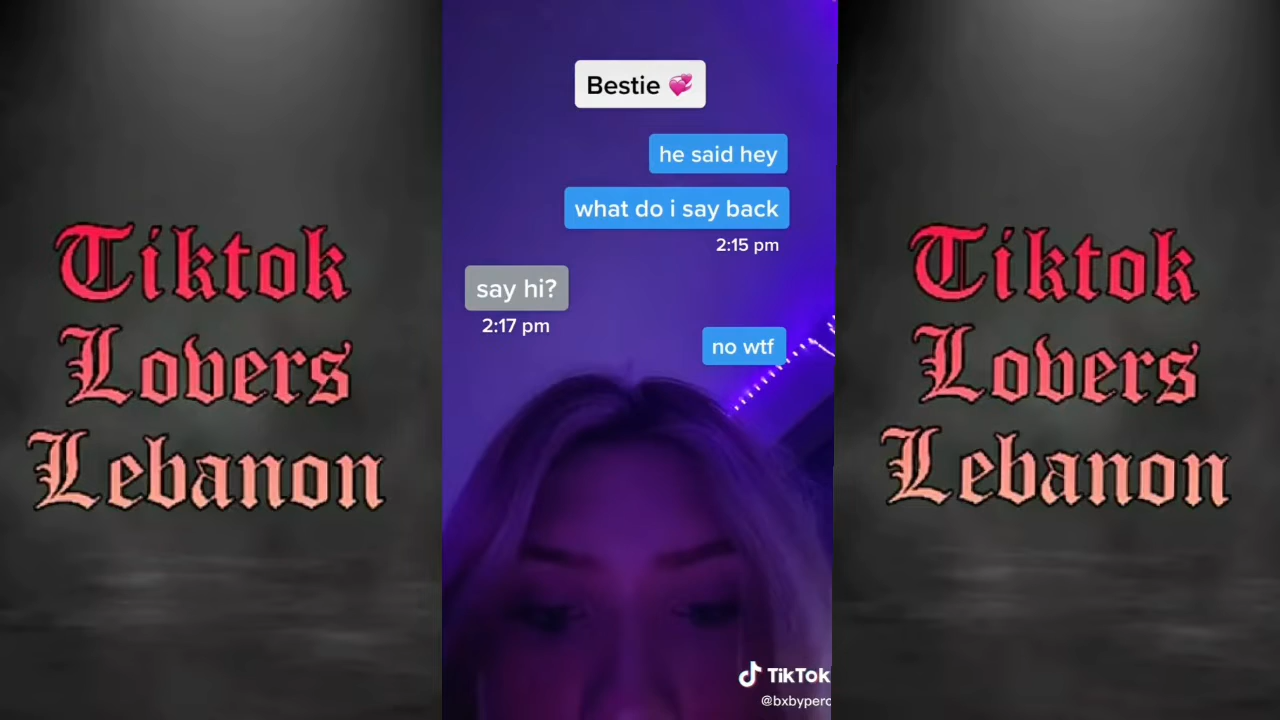 Tiktok
Lovers
Lebanon
Bestie 💞
he said hey
what do i say back
2:15 pm
say hi?
2:17 pm
no wtf
TikTok
@bxbyperc
Tiktok
Lovers
Lebanon